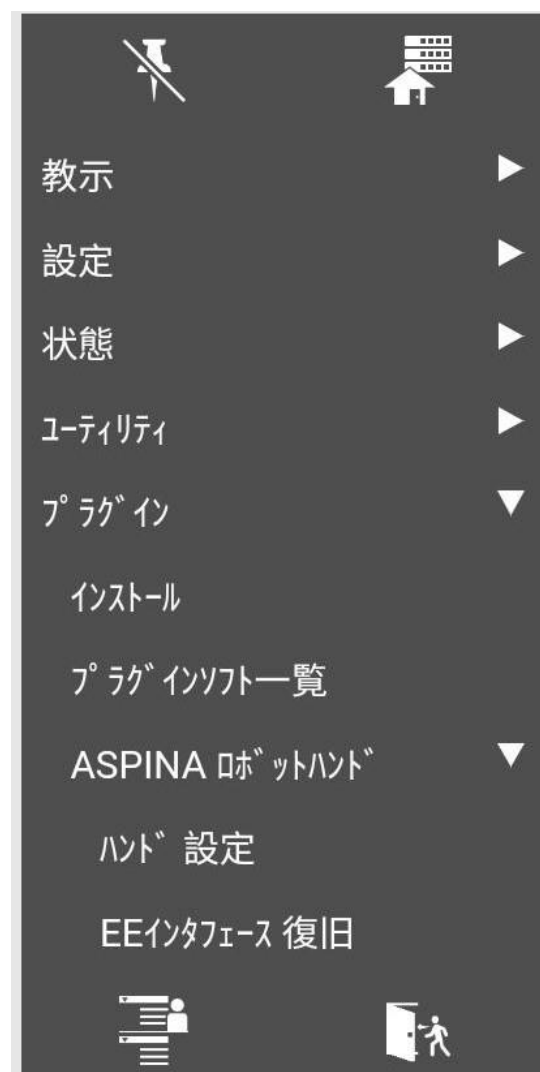 教示
設定
状態
ﾕｰﾃｨﾘﾃｨ
ﾌﾟﾗｸﾞｲﾝ
ｲﾝｽﾄｰﾙ
ﾌﾟﾗｸﾞｲﾝｿﾌﾄ一覧
ASPINA ﾛﾎﾞｯﾄﾊﾝﾄﾞ
ﾊﾝﾄﾞ設定
EEｲﾝﾀﾌｪｰｽ 復旧